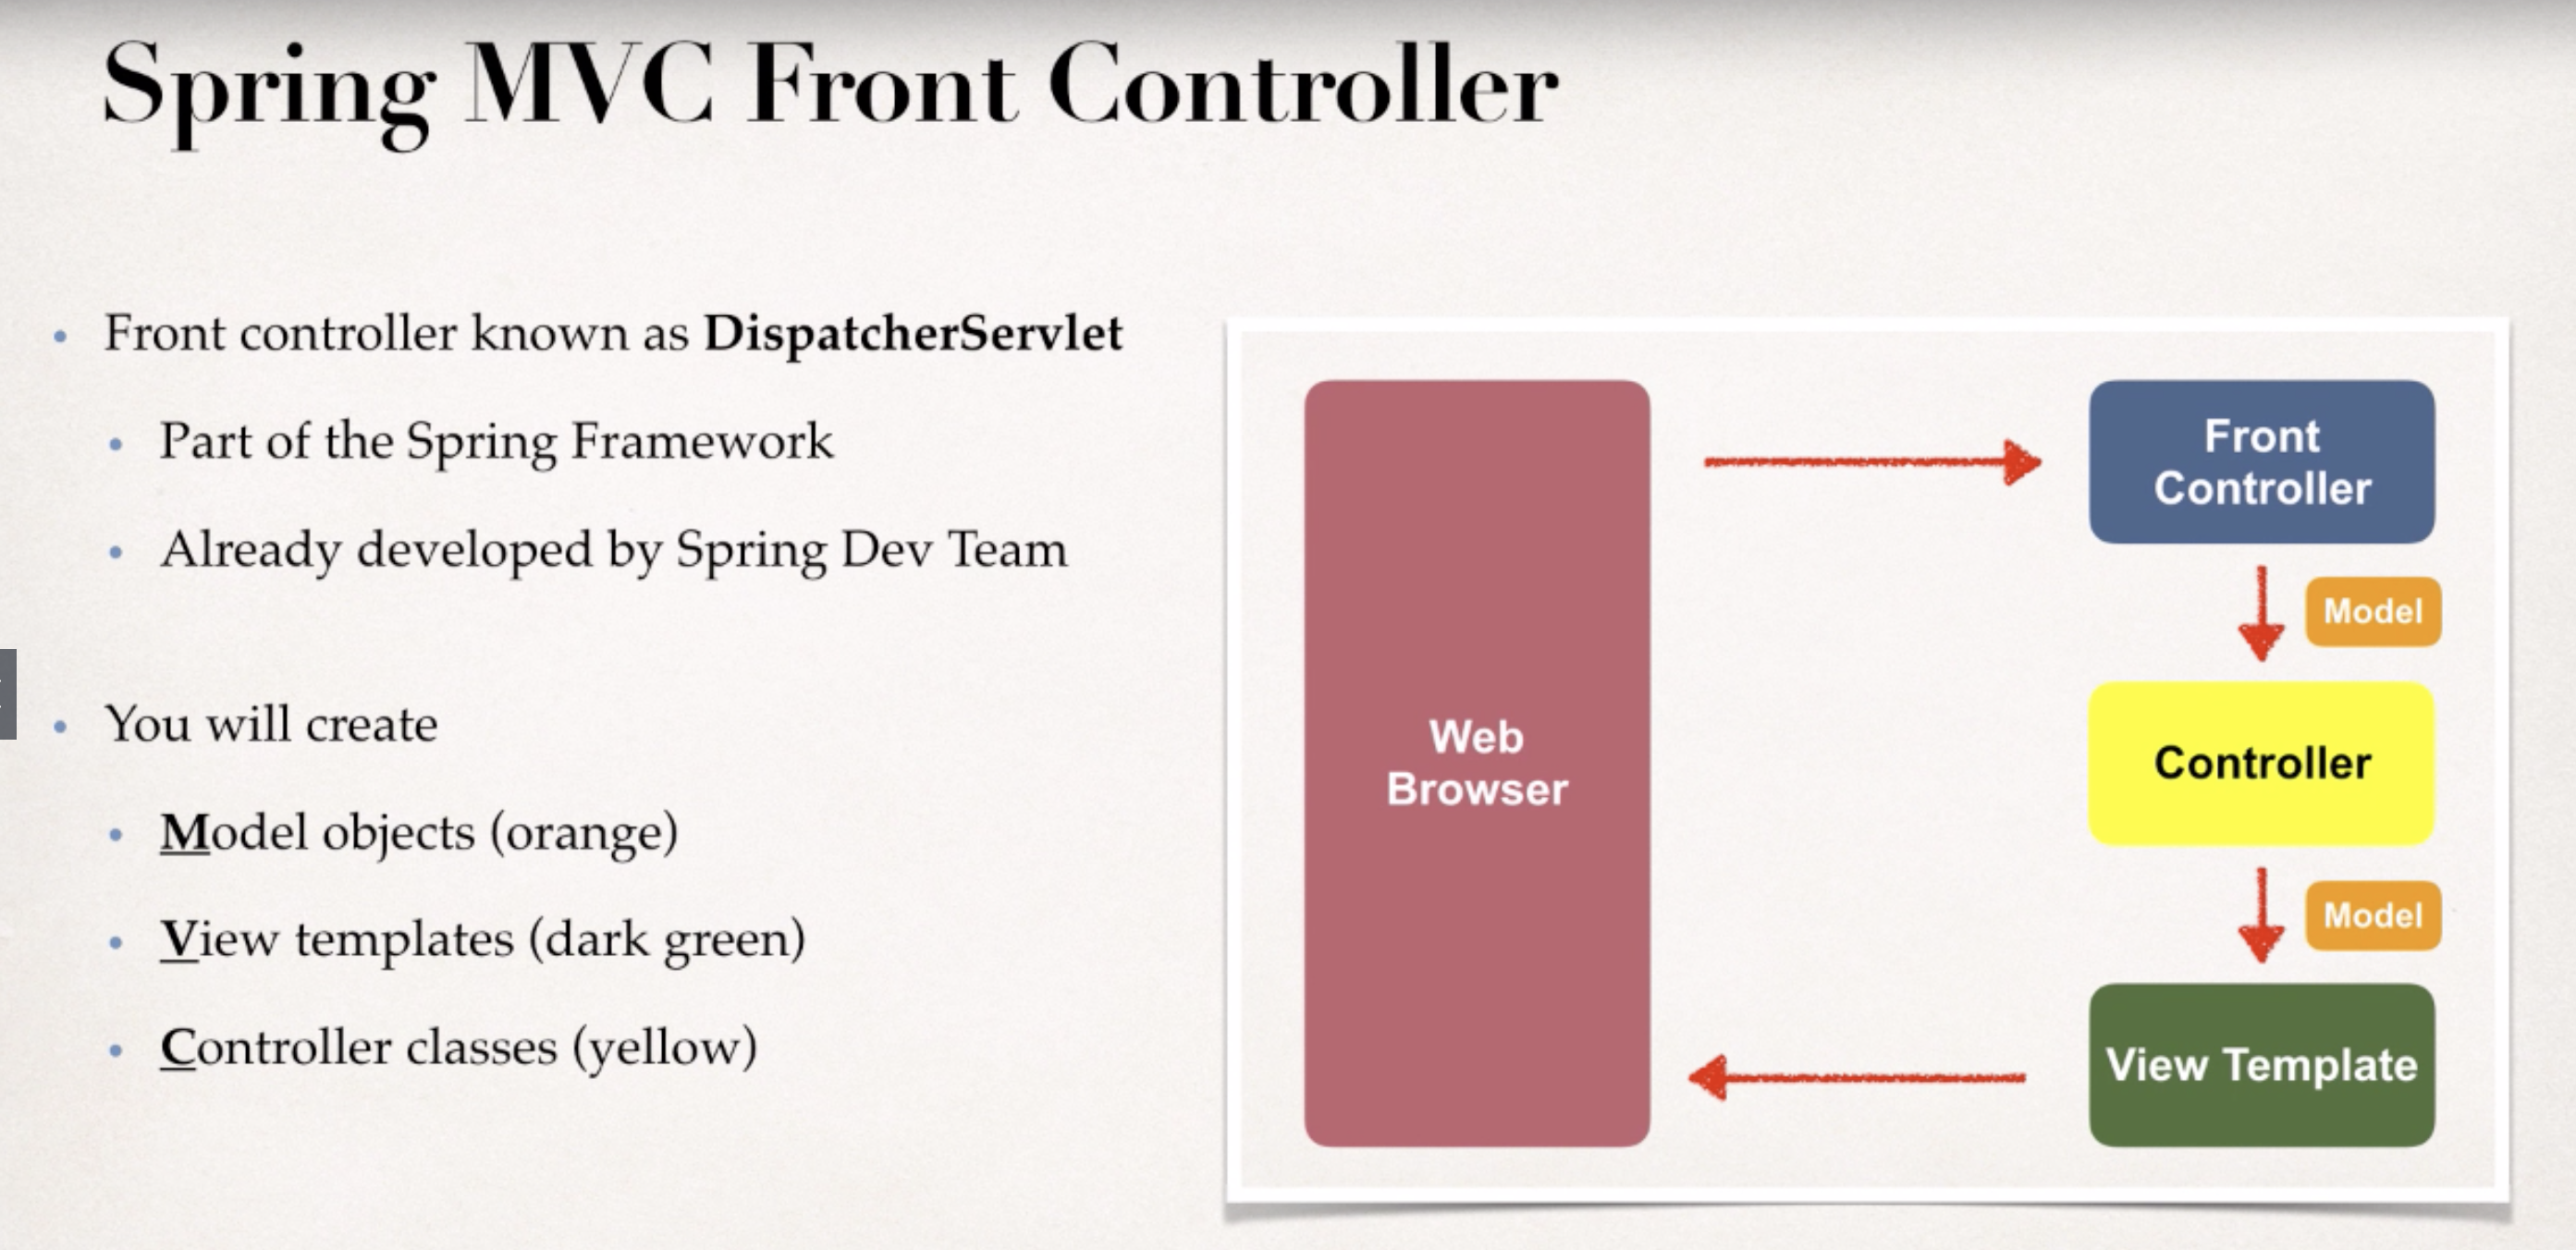 Spring MVC Front Controller
Front controller known as DispatcherServlet
Part of the Spring Framework
Already developed by Spring Dev Team
You will create
Model objects (orange)
View templates (dark green)
Controller classes (yellow)
Web
Browser
Front
Controller
Model
Controller
Model
View Template